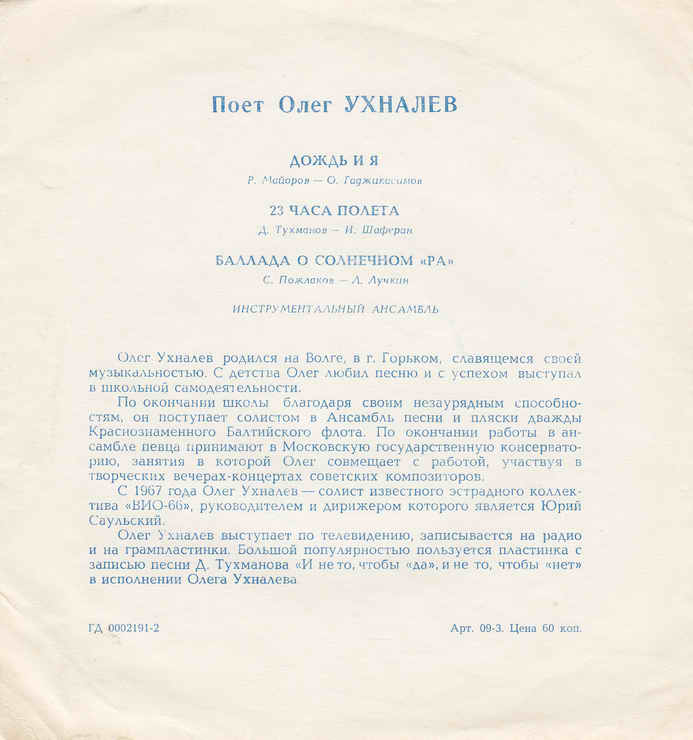 Поет Олег УХНАЛЕВ
ДОЖДЬ И Я
Р. Майоров — О. Гаджикасимов
23 ЧАСА ПОЛЕТА
Д. Тухманов — И. Шаферан
БАЛЛАДА О СОЛНЕЧНОМ «РА»
С. Пожлаков — Л. Лучкин
ИНСТРУМЕНТАЛЬНЫЙ АНСАМБЛЬ
Олег Ухналев родился на Волге, в г. Горьком, славящемся своей
музыкальностью. С детства Олег любил песню и с успехом выступал
в школьной самодеятельности.
По окончании школы благодаря своим незаурядным способно-
стям, он поступает солистом в Ансамбль песни и пляски дважды
Краснознаменного Балтийского флота. По окончании работы в ан-
самбле певца принимают в Московскую государственную консервато-
рию, занятия в которой Олег совмещает с работой, участвуя в
творческих вечерах-концертах советских композиторов.
С 1967 года Олег Ухналев — солист известного эстрадного коллек-
тива «ВИО-66», руководителем и дирижером которого является Юрий
Саульский.
Олег Ухналев выступает по телевидению, записывается на радио
и на грампластинки. Большой популярностью пользуется пластинка с
записью песни Д. Тухманова «И не то, чтобы «да», и не то, чтобы «нет»
в исполнении Олега Ухналева
ГД 0002191-2
Арт. 09-3. Цена 60 коп.